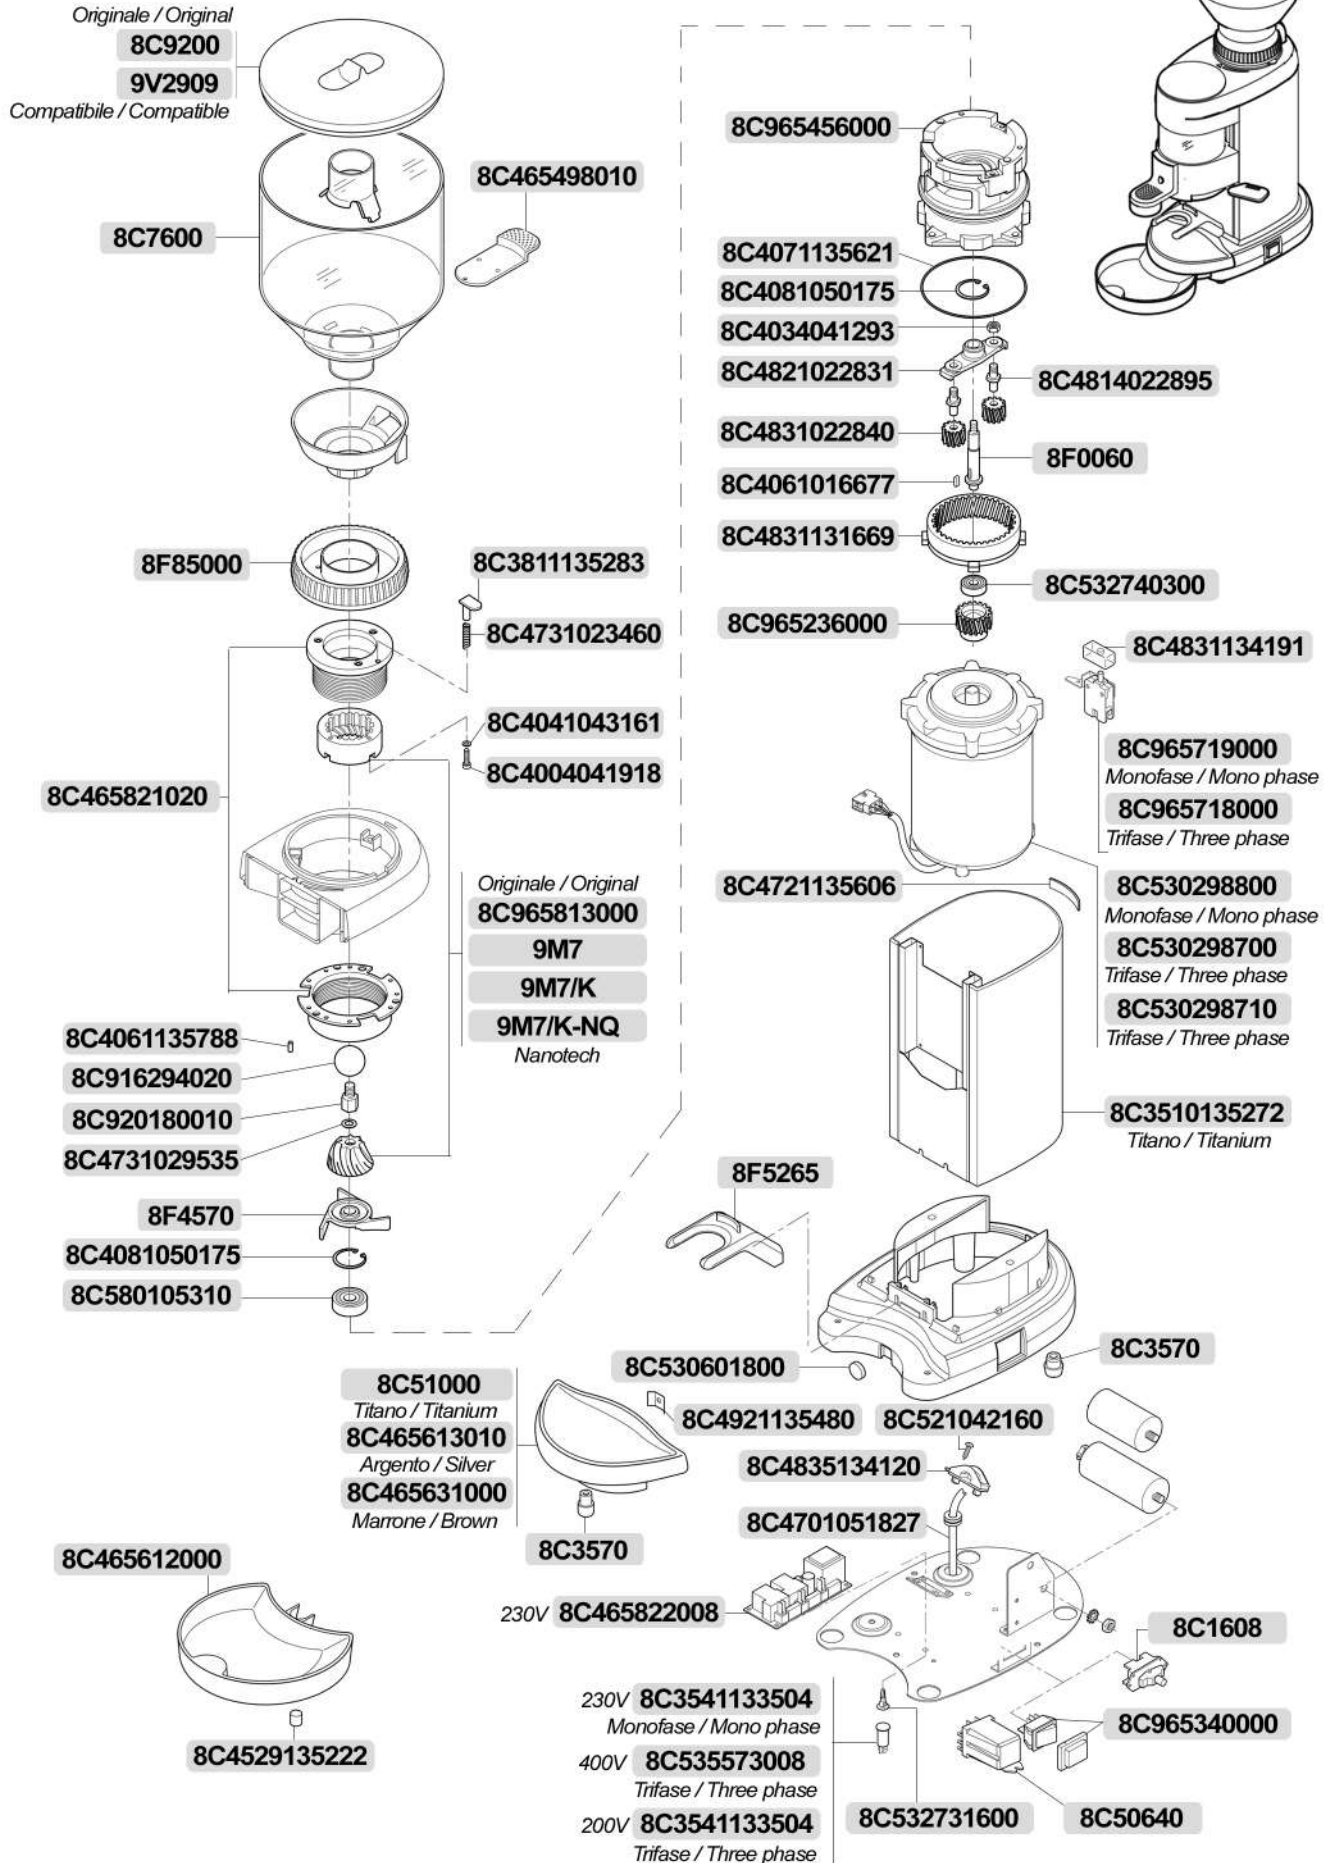 Originale / Original
8C9200
9V2909
Compatibile / Compatible
8C465498010
8C7600
8F85000
8C3811135283
8C4731023460
8C4041043161
8C4004041918
8C465821020
Originale / Original
8C965813000
9M7
9M7/K
9M7/K-NQ
Nanotech
8C4061135788
8C916294020
8C920180010
8C4731029535
8F4570
8C4081050175
8C580105310
8C965456000
8C4071135621
8C4081050175
8C4034041293
8C4821022831
8C4814022895
8C4831022840
8F0060
8C4061016677
8C4831131669
8C532740300
8C965236000
8C4831134191
8C965719000
Monofase / Mono phase
8C965718000
Trifase / Three phase
8C4721135606
8C530298800
Monofase / Mono phase
8C530298700
Trifase / Three phase
8C530298710
Trifase / Three phase
8C3510135272
Titano / Titanium
8F5265
8C530601800
8C3570
8C51000
Titano / Titanium
8C465613010
Argento / Silver
8C465631000
Marrone / Brown
8C4921135480
8C3570
8C521042160
8C4835134120
8C4701051827
8C465612000
8C4529135222
230V 8C465822008
8C1608
230V 8C3541133504
Monofase / Mono phase
400V 8C535573008
Trifase / Three phase
200V 8C3541133504
Trifase / Three phase
8C965340000
8C532731600
8C50640